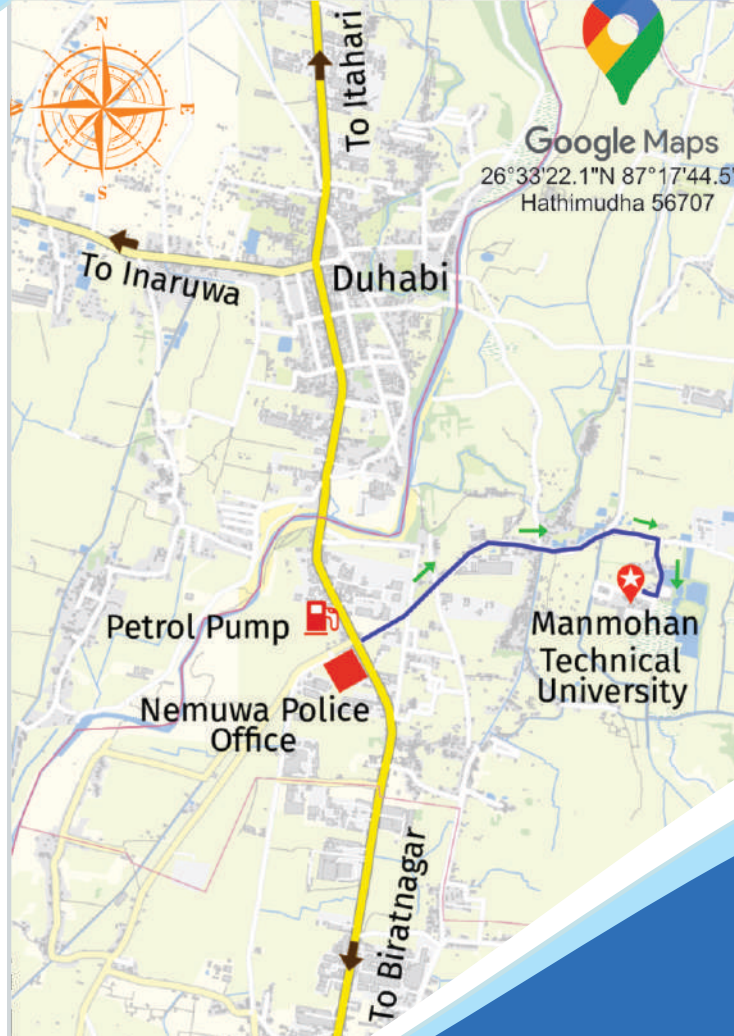 N
E
S
To Itahari
Google Maps
26°33'22.1"N 87°17'44.5"
Hathimudha 56707
To Inaruwa
Duhabi
Petrol Pump
Manmohan
Technical
University
Nemuwa Police
Office
To Biratnagar